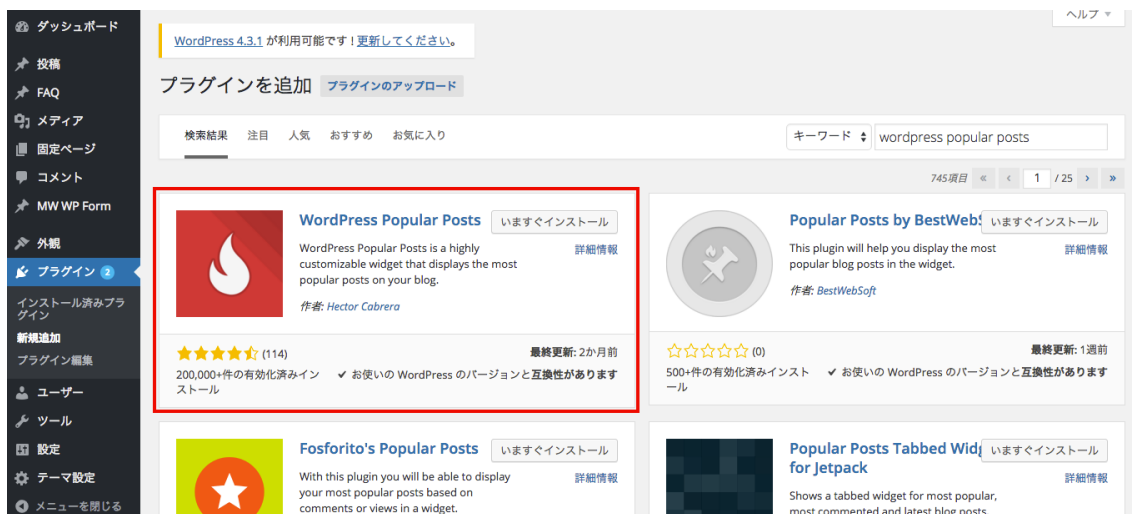 ダッシュボード
投稿
FAQ
メディア
固定ページ
コメント
MW WP Form
外観
プラグイン 2
インストール済みプラ
グイン
新規追加
プラグイン編集
ユーザー
ツール
設定
テーマ設定
メニューを閉じる
ヘルプ
WordPress 4.3.1 が利用可能です ! 更新してください。
プラグインを追加 プラグインのアップロード
検索結果 注目 人気 おすすめ お気に入り キーワード wordpress popular posts
745項目 « ‹ 1 / 25 › »
WordPress Popular Posts いますぐインストール
WordPress Popular Posts is a highly 詳細情報
customizable widget that displays the most
popular posts on your blog.
作者: Hector Cabrera
(114) 最終更新: 2か月前
200,000+件の有効化済みイン ✔ お使いの WordPress のバージョンと互換性があります
ストール
Popular Posts by BestWebS いますぐインストール
This plugin will help you display the most 詳細情報
popular blog posts in the widget.
作者: BestWebSoft
(0) 最終更新: 1週前
500+件の有効化済みインスト ✔ お使いの WordPress のバージョンと互換性があります
ール
Fosforito's Popular Posts いますぐインストール
With this plugin you will be able to display 詳細情報
your most popular posts based on
comments or views in a widget.
Popular Posts Tabbed Widg いますぐインストール
for Jetpack 詳細情報
Shows a tabbed widget for most popular,
most commented and latest blog posts.